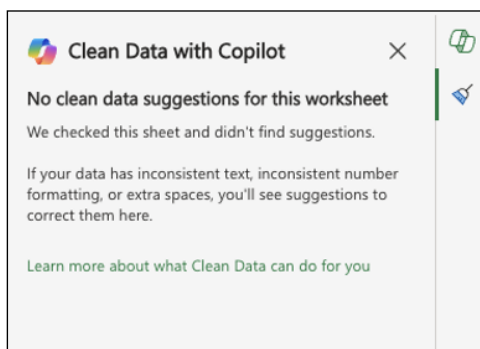 Clean Data with Copilot
No clean data suggestions for this worksheet
We checked this sheet and didn't find suggestions.
If your data has inconsistent text, inconsistent number
formatting, or extra spaces, you'll see suggestions to
correct them here.
Learn more about what Clean Data can do for you